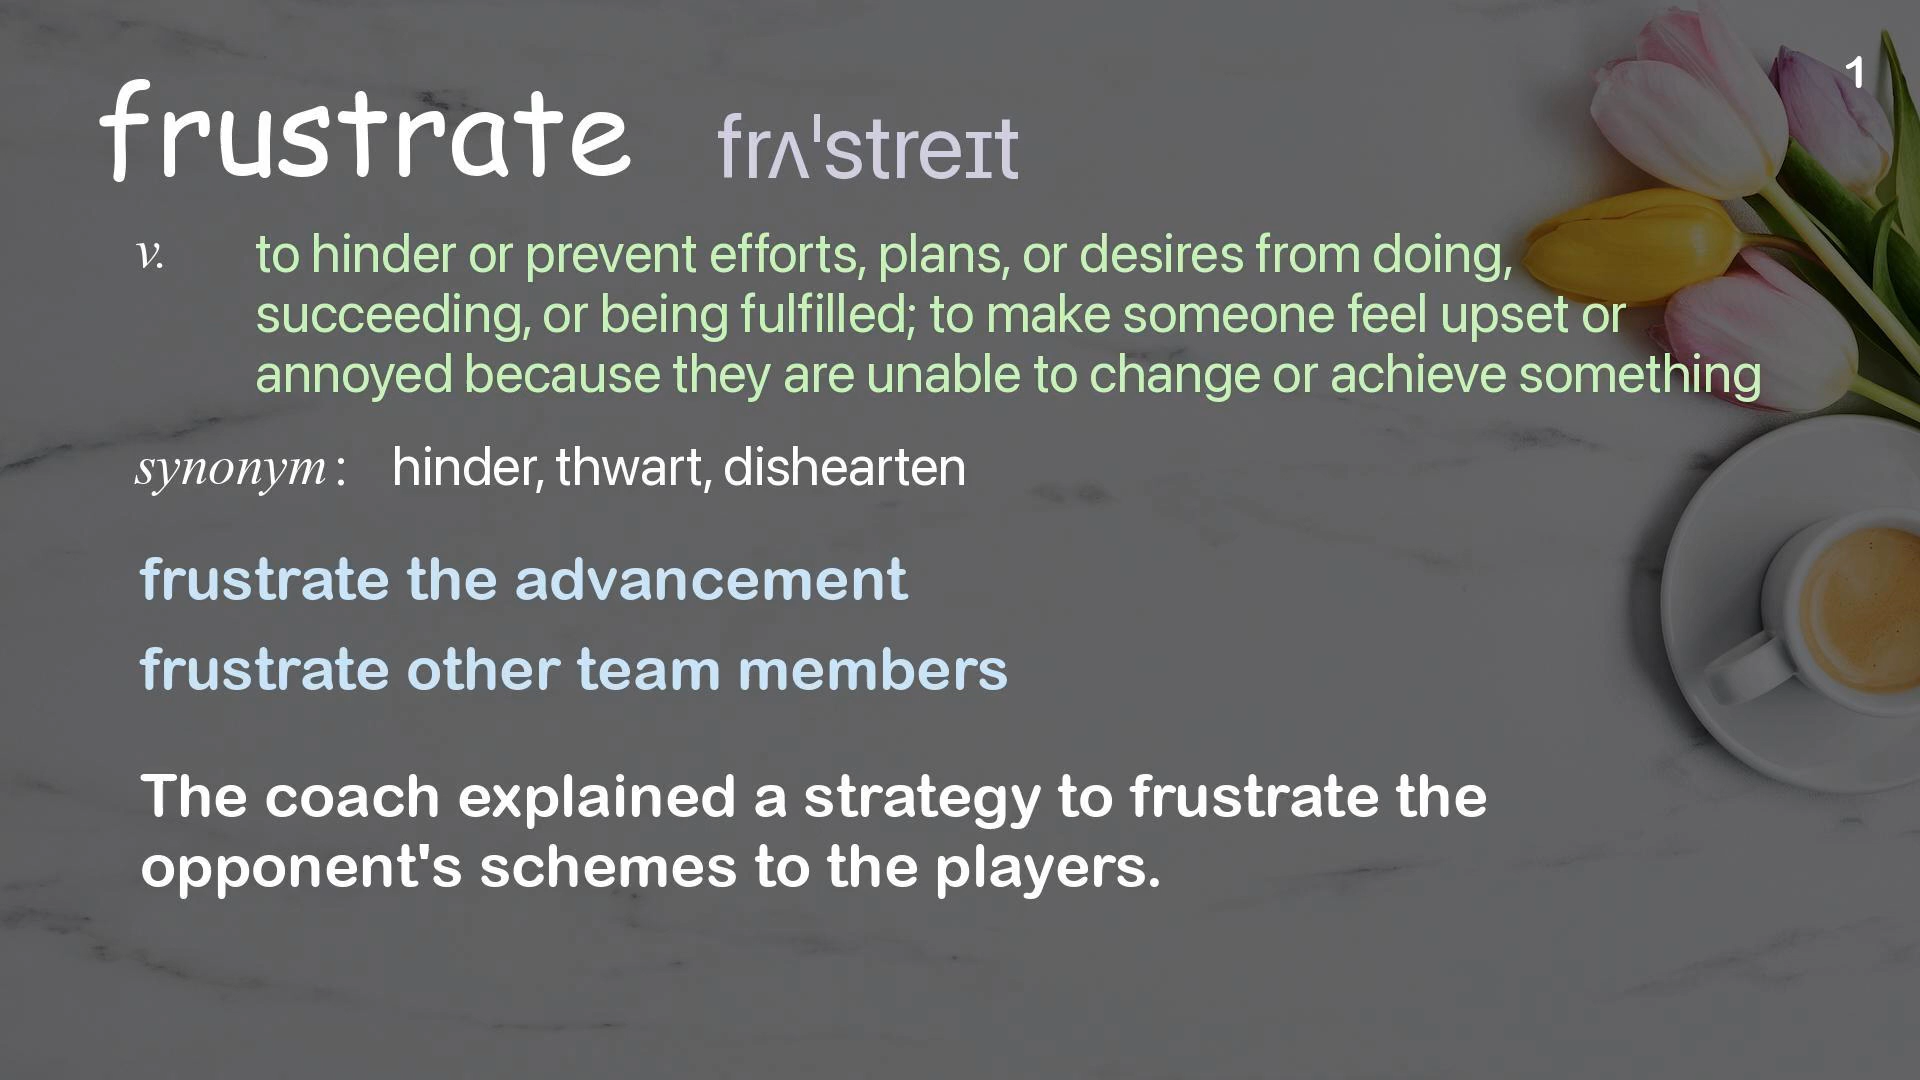 1
frustrate frʌˈstreɪt
v. to hinder or prevent efforts, plans, or desires from doing,
succeeding, or being fulfilled; to make someone feel upset or
annoyed because they are unable to change or achieve something
synonym : hinder, thwart, dishearten
frustrate the advancement
frustrate other team members
The coach explained a strategy to frustrate the
opponent's schemes to the players.